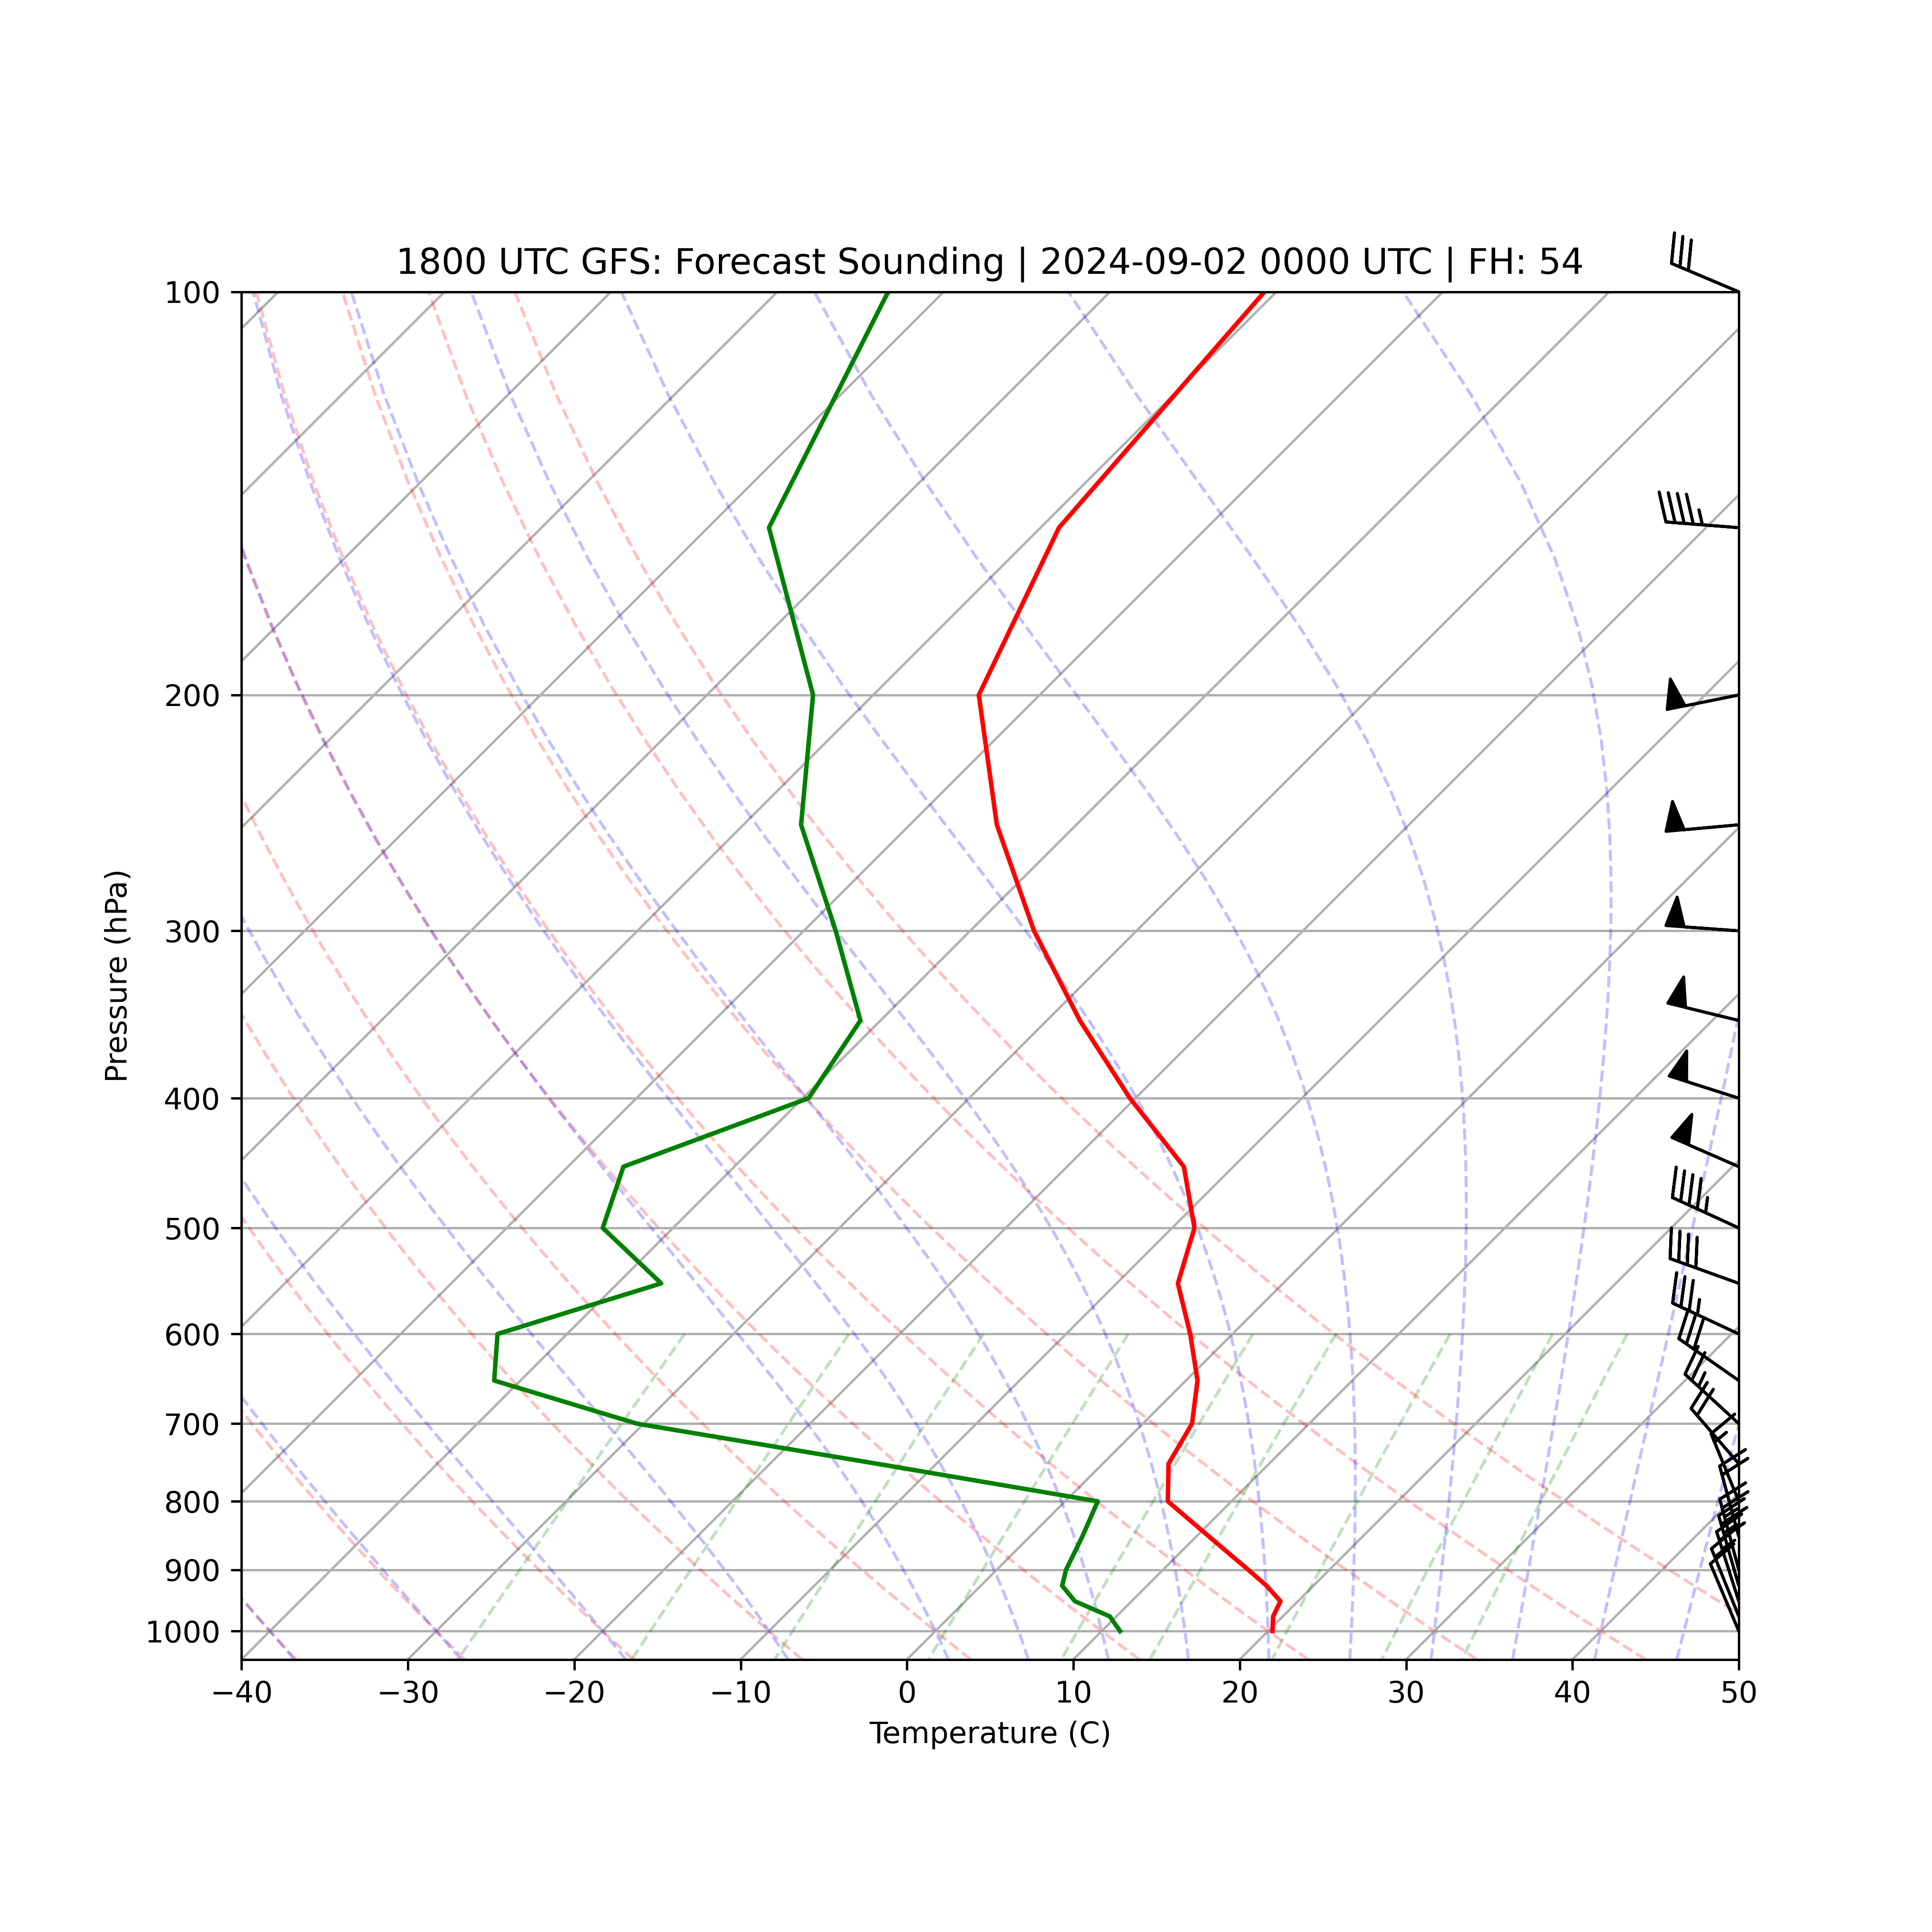 1800 UTC GFS: Forecast Sounding | 2024-09-02 0000 UTC | FH: 54
100
200
300
400
500
600
700
800
900
1000
Pressure (hPa)
−40 −30 −20 −10 0 10 20 30 40 50
Temperature (C)